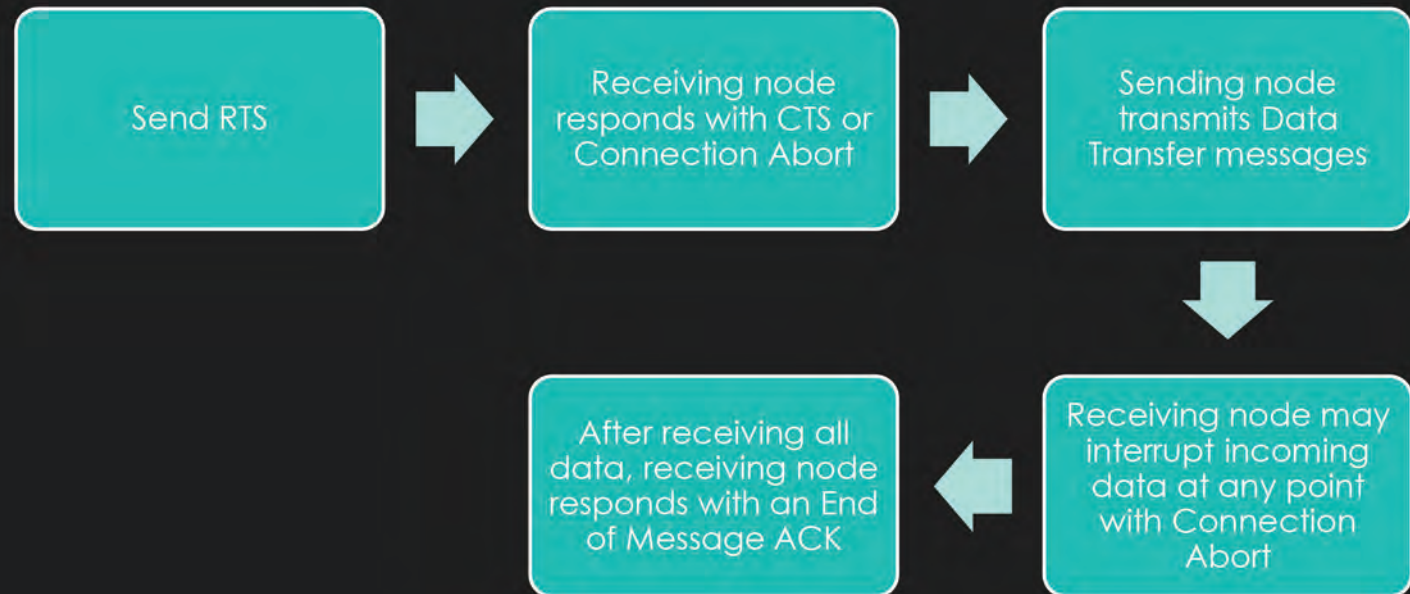 Send RTS
Receiving node
responds with CTS or
Connection Abort
Sending node
transmits Data
Transfer messages
Receiving node may
interrupt incoming
data at any point
with Connection
Abort
After receiving all
data, receiving node
responds with an End
of Message ACK